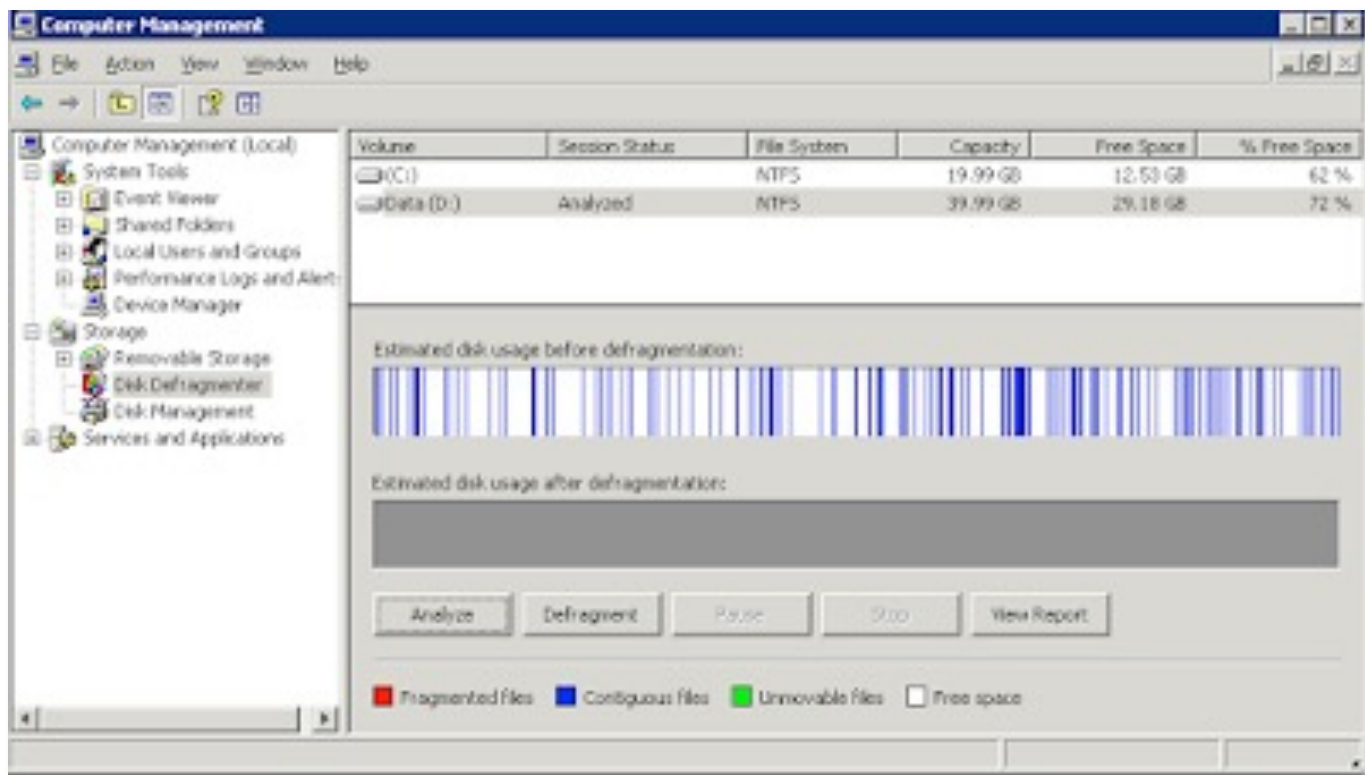 Computer Management
File Action View Window Help
Computer Management (Local)
System Tools
Event Viewer
Shared Folders
Local Users and Groups
Performance Logs and Alert
Device Manager
Storage
Removable Storage
Disk Defragmenter
Disk Management
Services and Applications
Volume Session Status File System Capacity Free Space % Free Space
(C:) NTFS 19.99 GB 12.53 GB 62 %
Data (D:) Analyzed NTFS 39.99 GB 29.18 GB 72 %
Estimated disk usage before defragmentation:
Estimated disk usage after defragmentation:
Analyze Defragment Pause Stop View Report
Fragmented files Contiguous files Unmovable files Free space